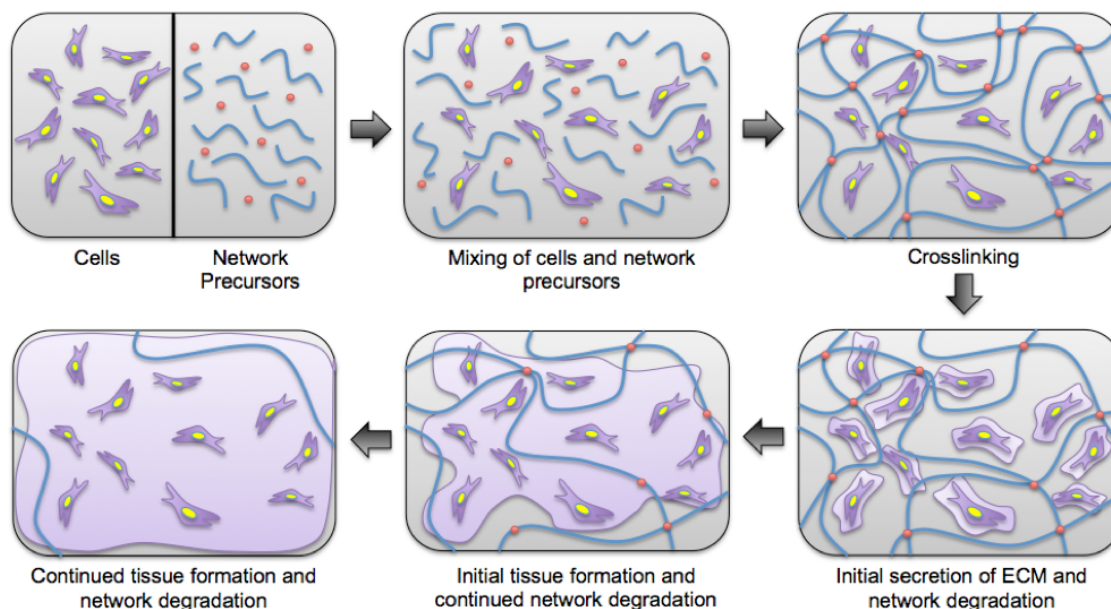 Cells
Network
Precursors
Mixing of cells and network
precursors
Crosslinking
Continued tissue formation and
network degradation
Initial tissue formation and
continued network degradation
Initial secretion of ECM and
network degradation